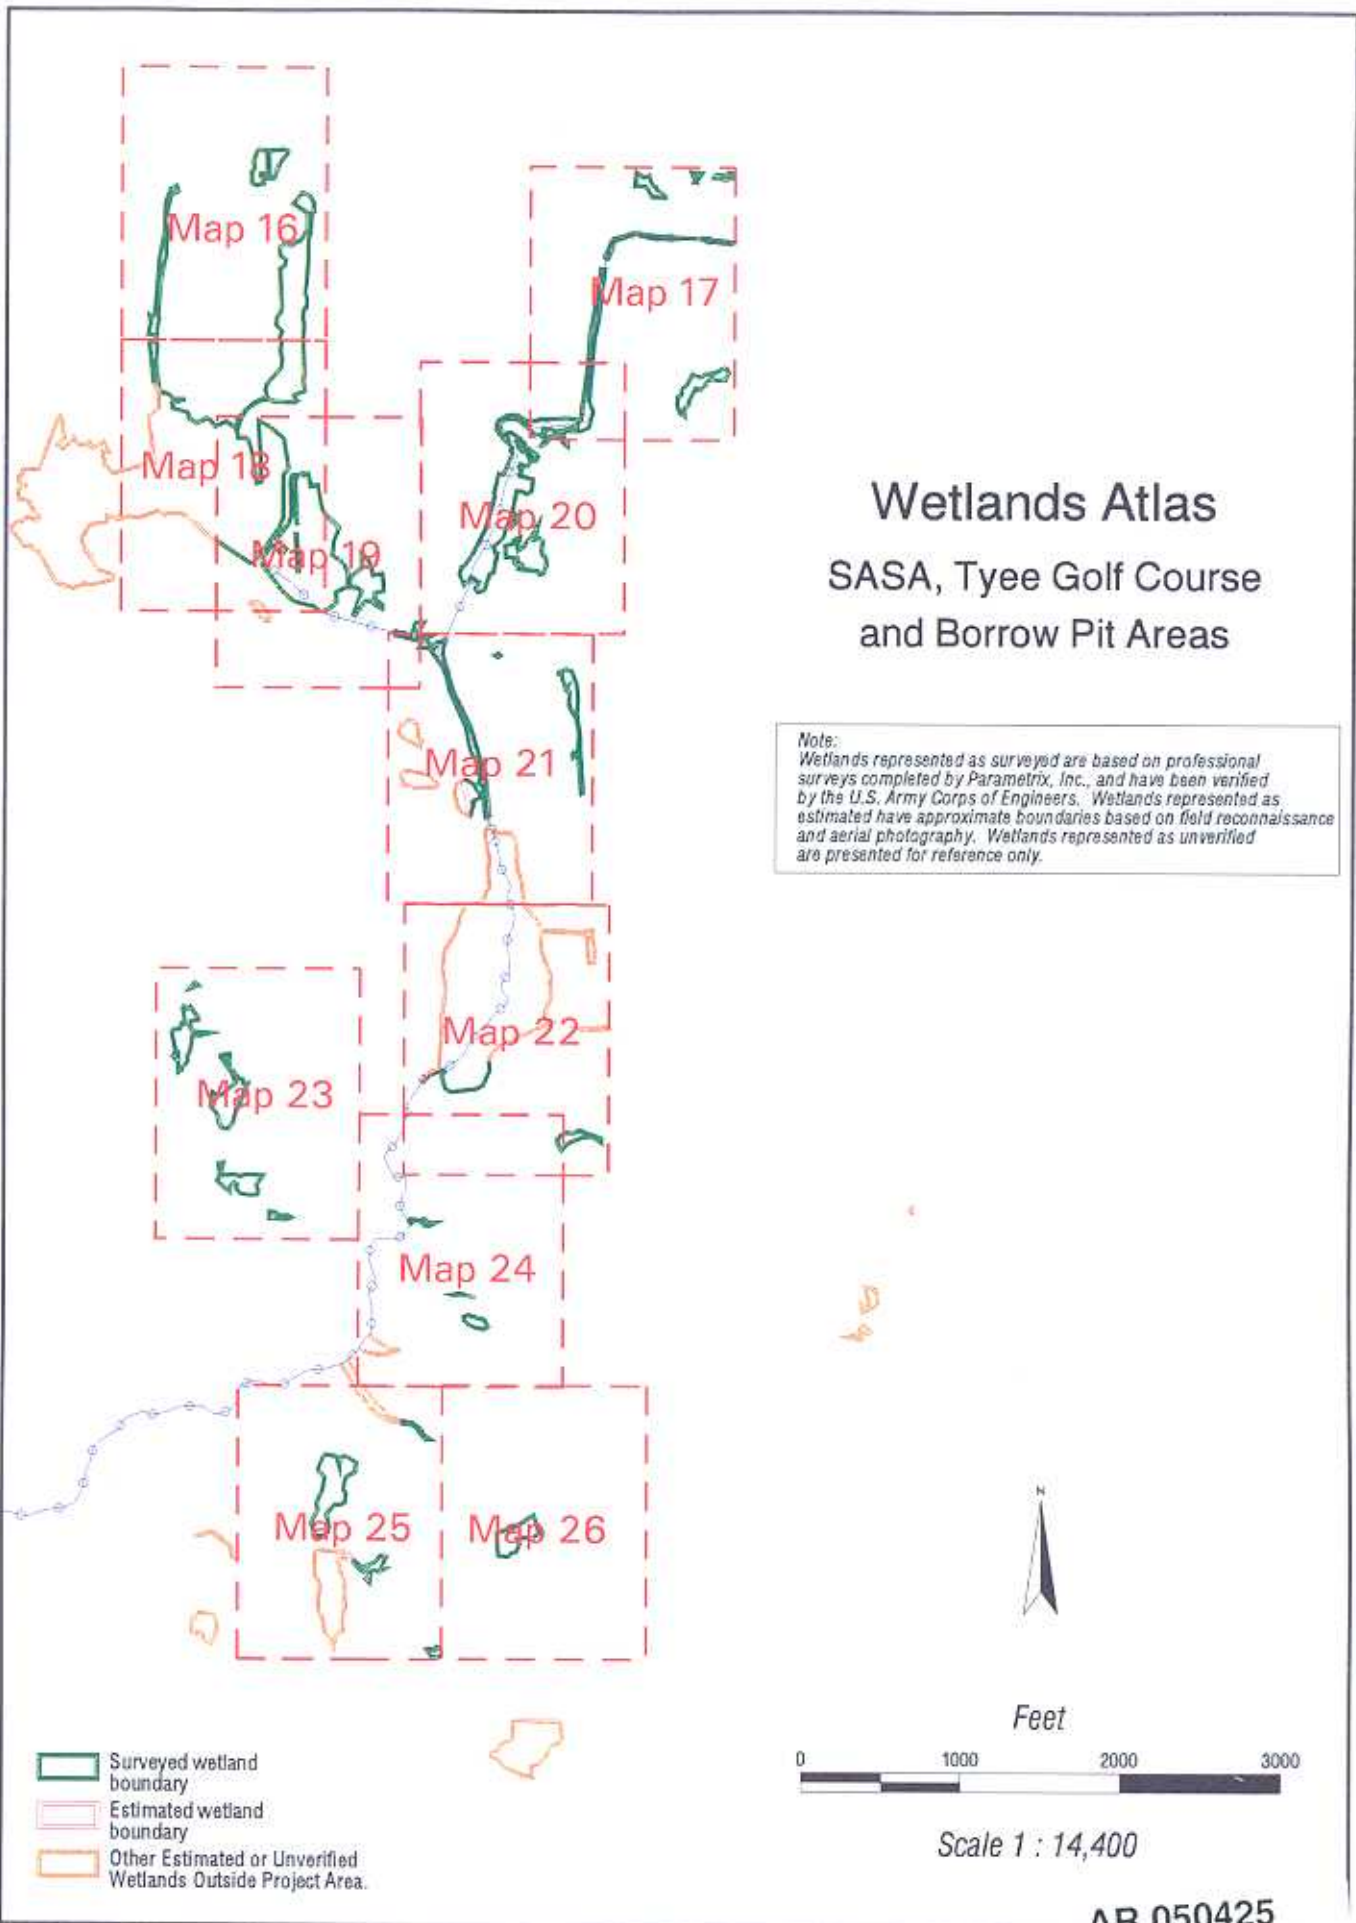 Map 16
Map 17
Map 18
Map 20
Map 19
Wetlands Atlas
SASA, Tyee Golf Course
and Borrow Pit Areas
Note:
Wetlands represented as surveyed are based on professional
surveys completed by Parametrix, Inc., and have been verified
by the U.S. Army Corps of Engineers. Wetlands represented as
estimated have approximate boundaries based on field reconnaissance
and aerial photography. Wetlands represented as unverified
are presented for reference only.
Map 21
Map 22
Map 23
Map 24
Map 25
Map 26
N
Feet
0 1000 2000 3000
Scale 1 : 14,400
Surveyed wetland
boundary
Estimated wetland
boundary
Other Estimated or Unverified
Wetlands Outside Project Area.
AR 050425